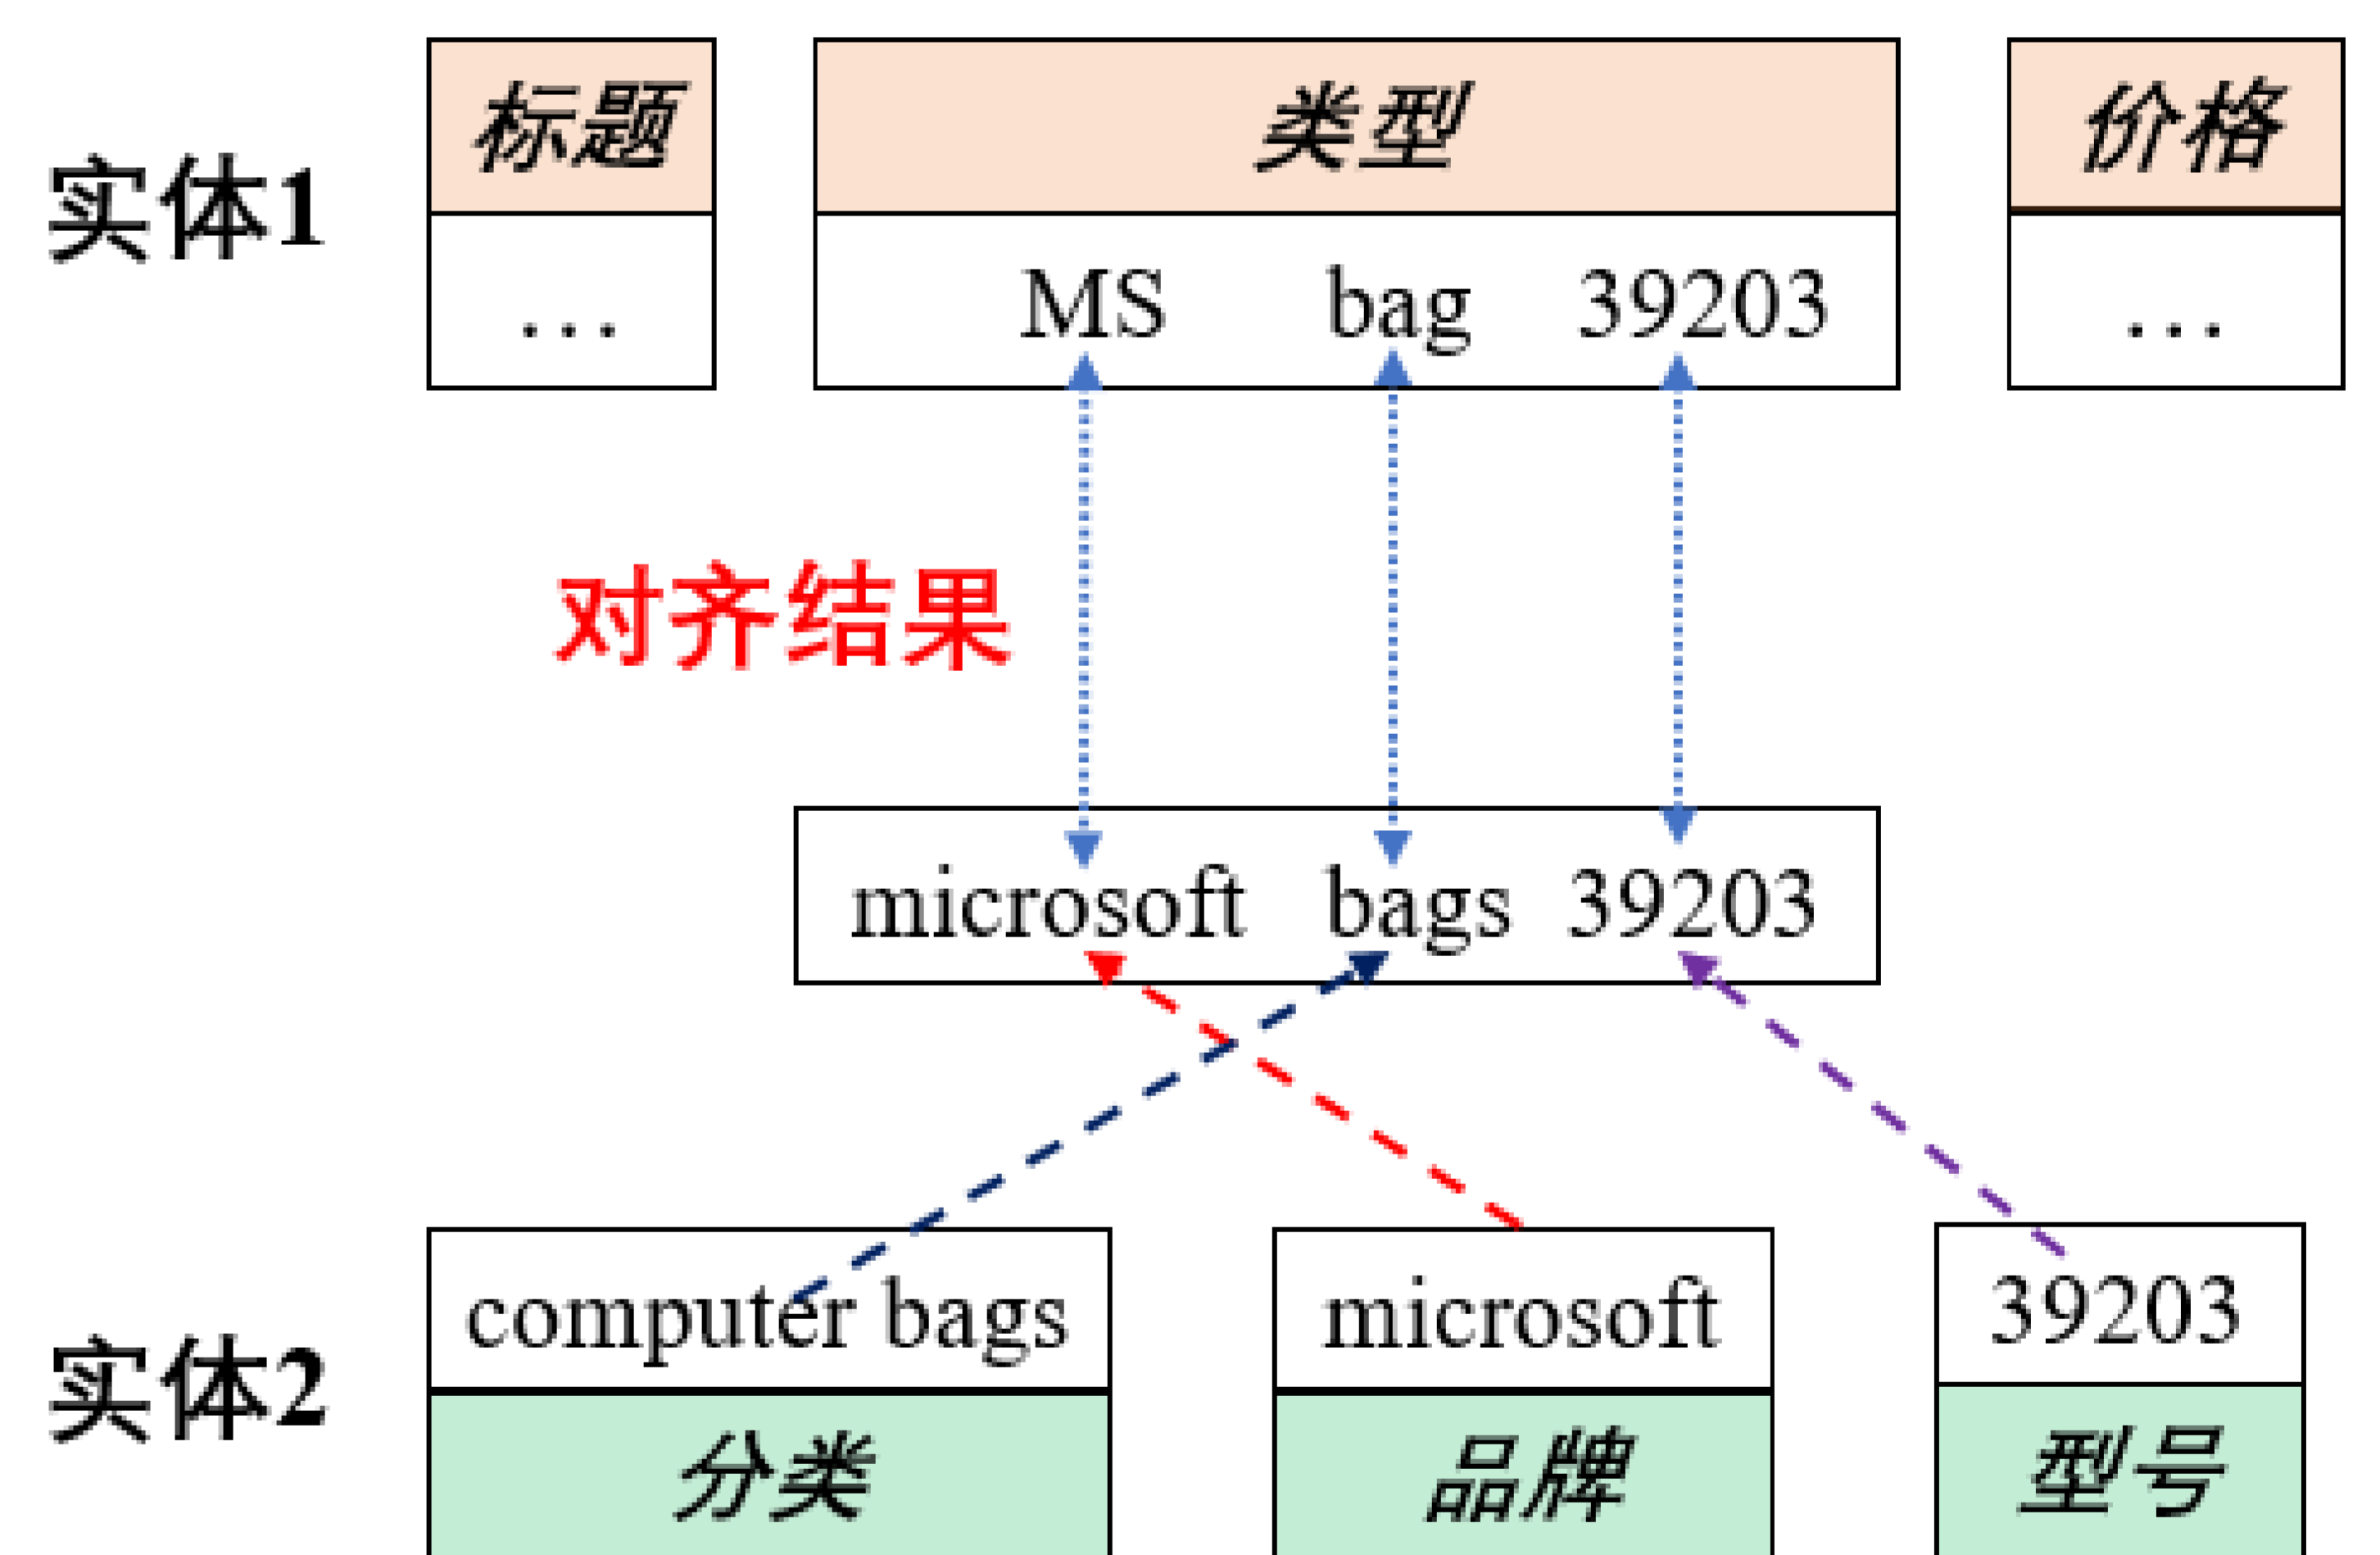 标题 类型 价格
实体1
… MS bag 39203 …
对齐结果
microsoft bags 39203
computer bags microsoft 39203
实体2
分类 品牌 型号